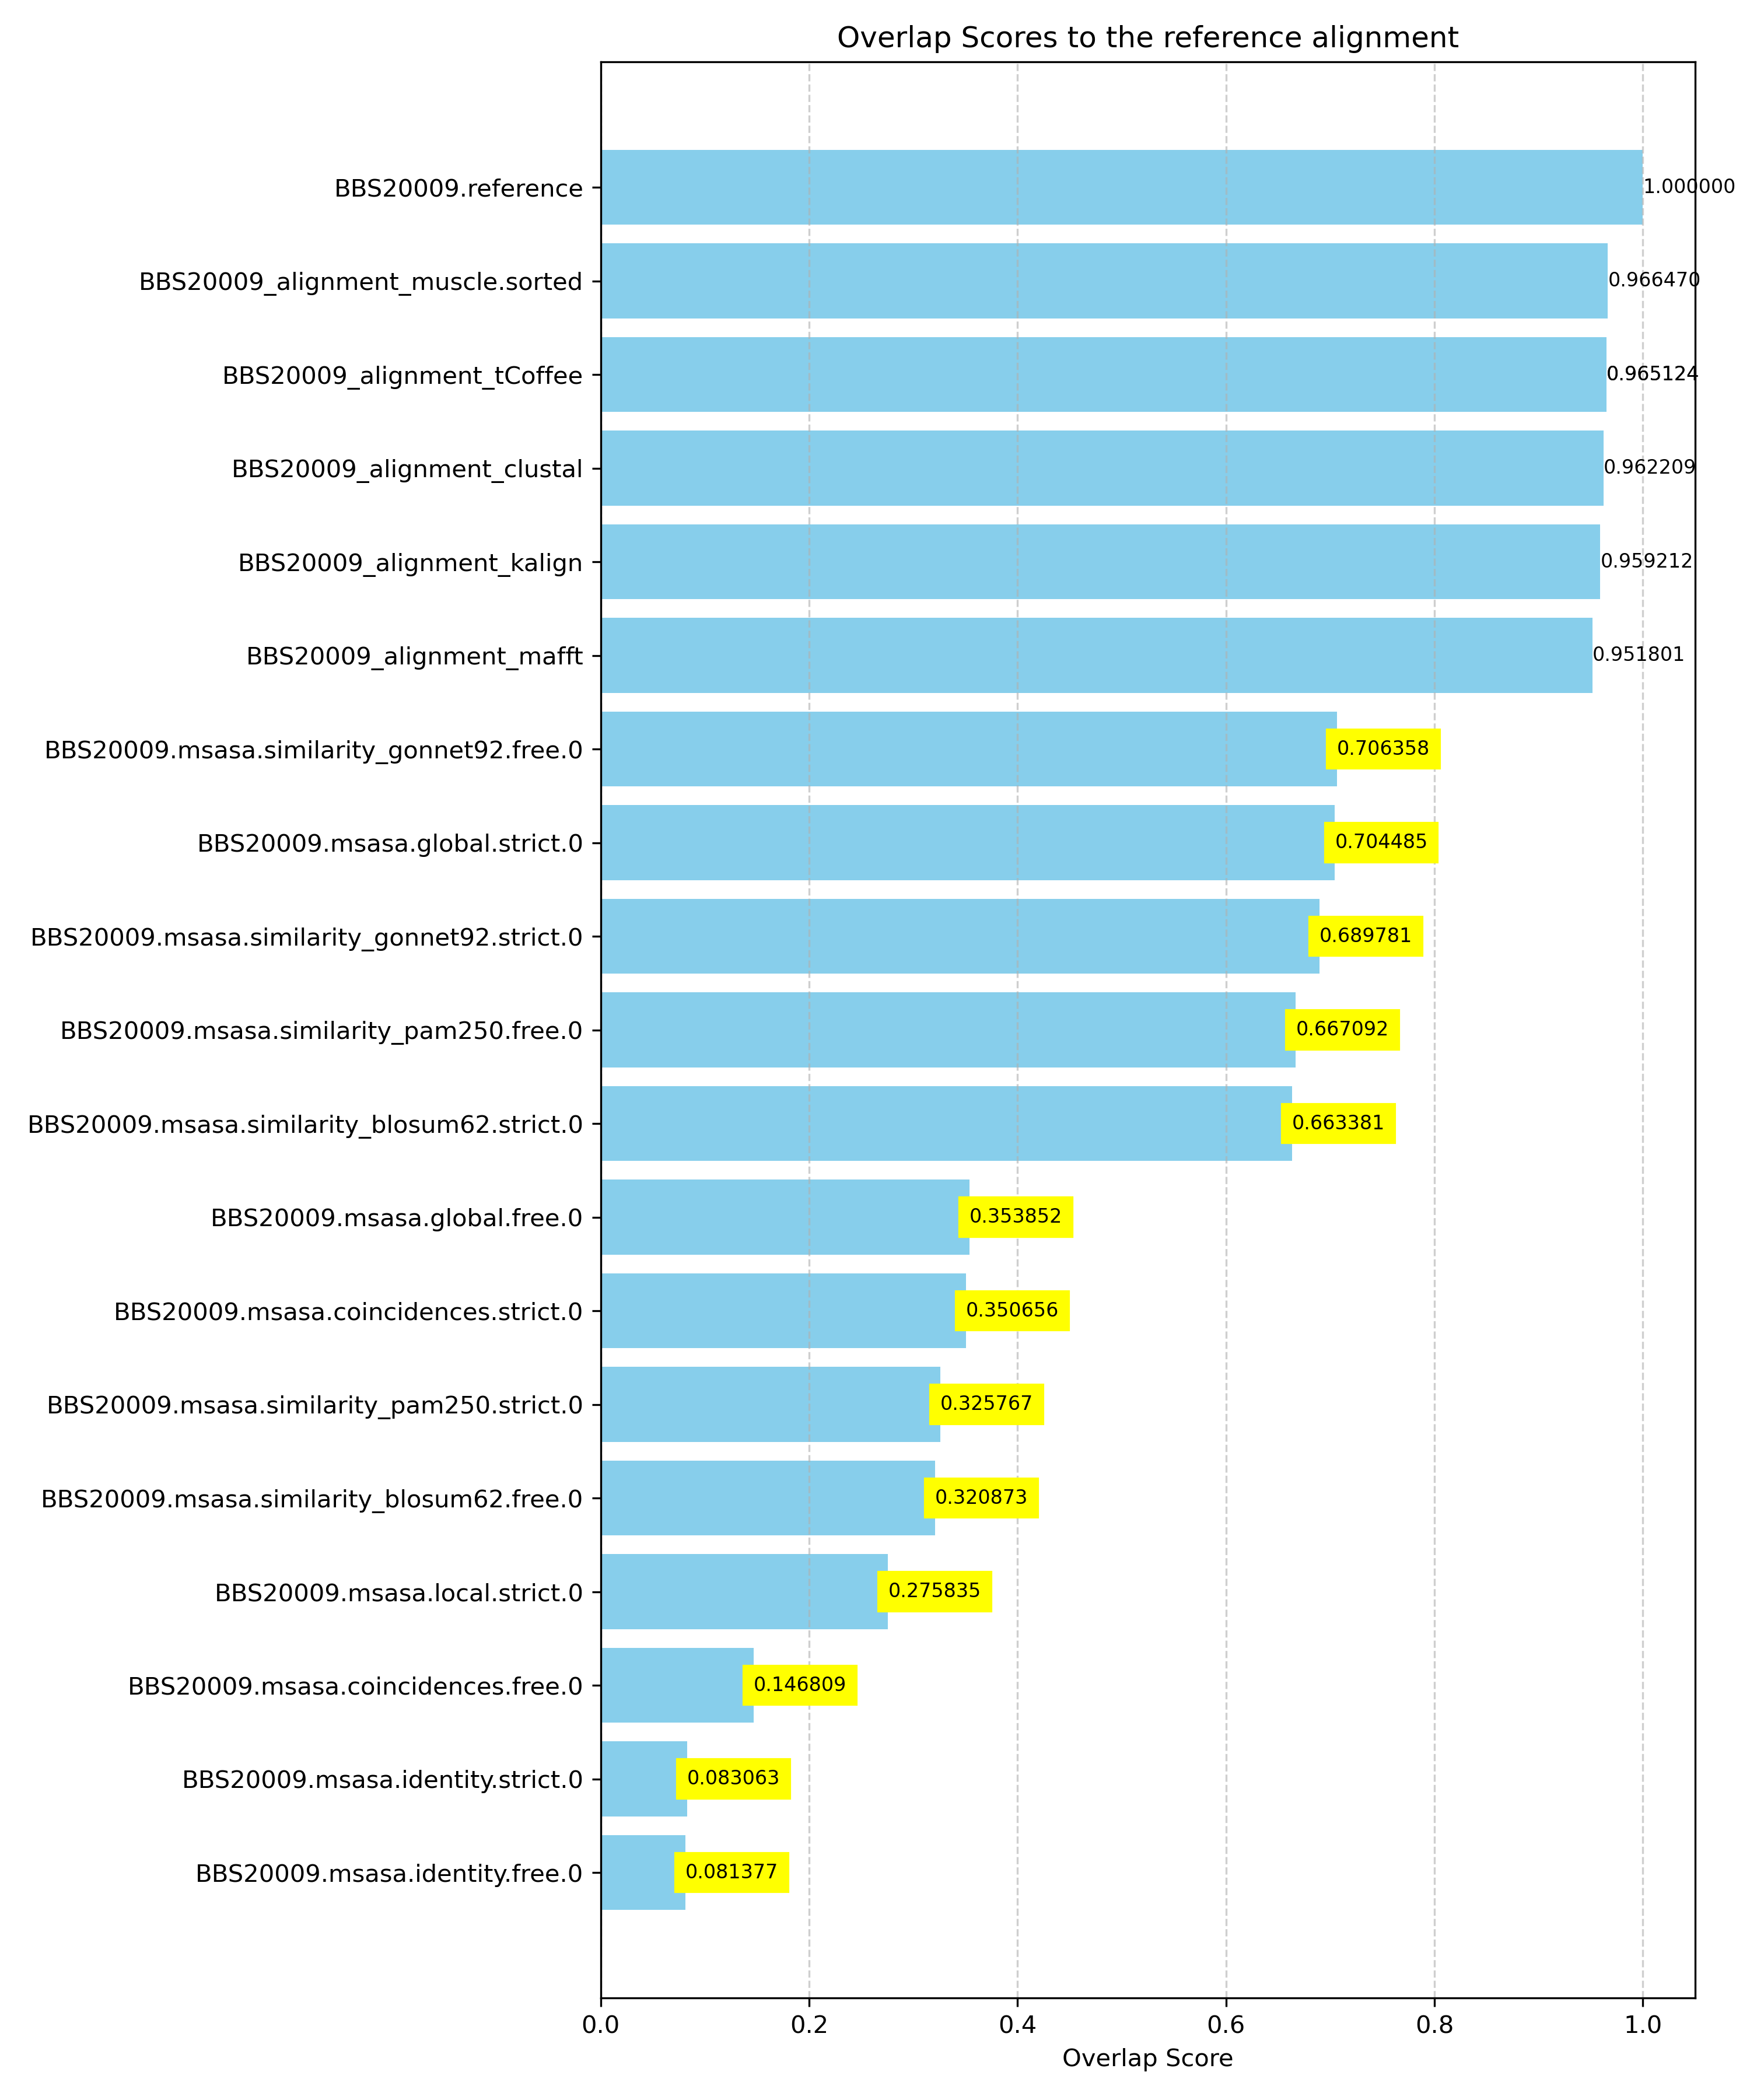 Overlap Scores to the reference alignment
BBS20009.reference 1.000000
BBS20009_alignment_muscle.sorted 0.966470
BBS20009_alignment_tCoffee 0.965124
BBS20009_alignment_clustal 0.962209
BBS20009_alignment_kalign 0.959212
BBS20009_alignment_mafft 0.951801
BBS20009.msasa.similarity_gonnet92.free.0 0.706358
BBS20009.msasa.global.strict.0 0.704485
BBS20009.msasa.similarity_gonnet92.strict.0 0.689781
BBS20009.msasa.similarity_pam250.free.0 0.667092
BBS20009.msasa.similarity_blosum62.strict.0 0.663381
BBS20009.msasa.global.free.0 0.353852
BBS20009.msasa.coincidences.strict.0 0.350656
BBS20009.msasa.similarity_pam250.strict.0 0.325767
BBS20009.msasa.similarity_blosum62.free.0 0.320873
BBS20009.msasa.local.strict.0 0.275835
BBS20009.msasa.coincidences.free.0 0.146809
BBS20009.msasa.identity.strict.0 0.083063
BBS20009.msasa.identity.free.0 0.081377
0.0 0.2 0.4 0.6 0.8 1.0
Overlap Score